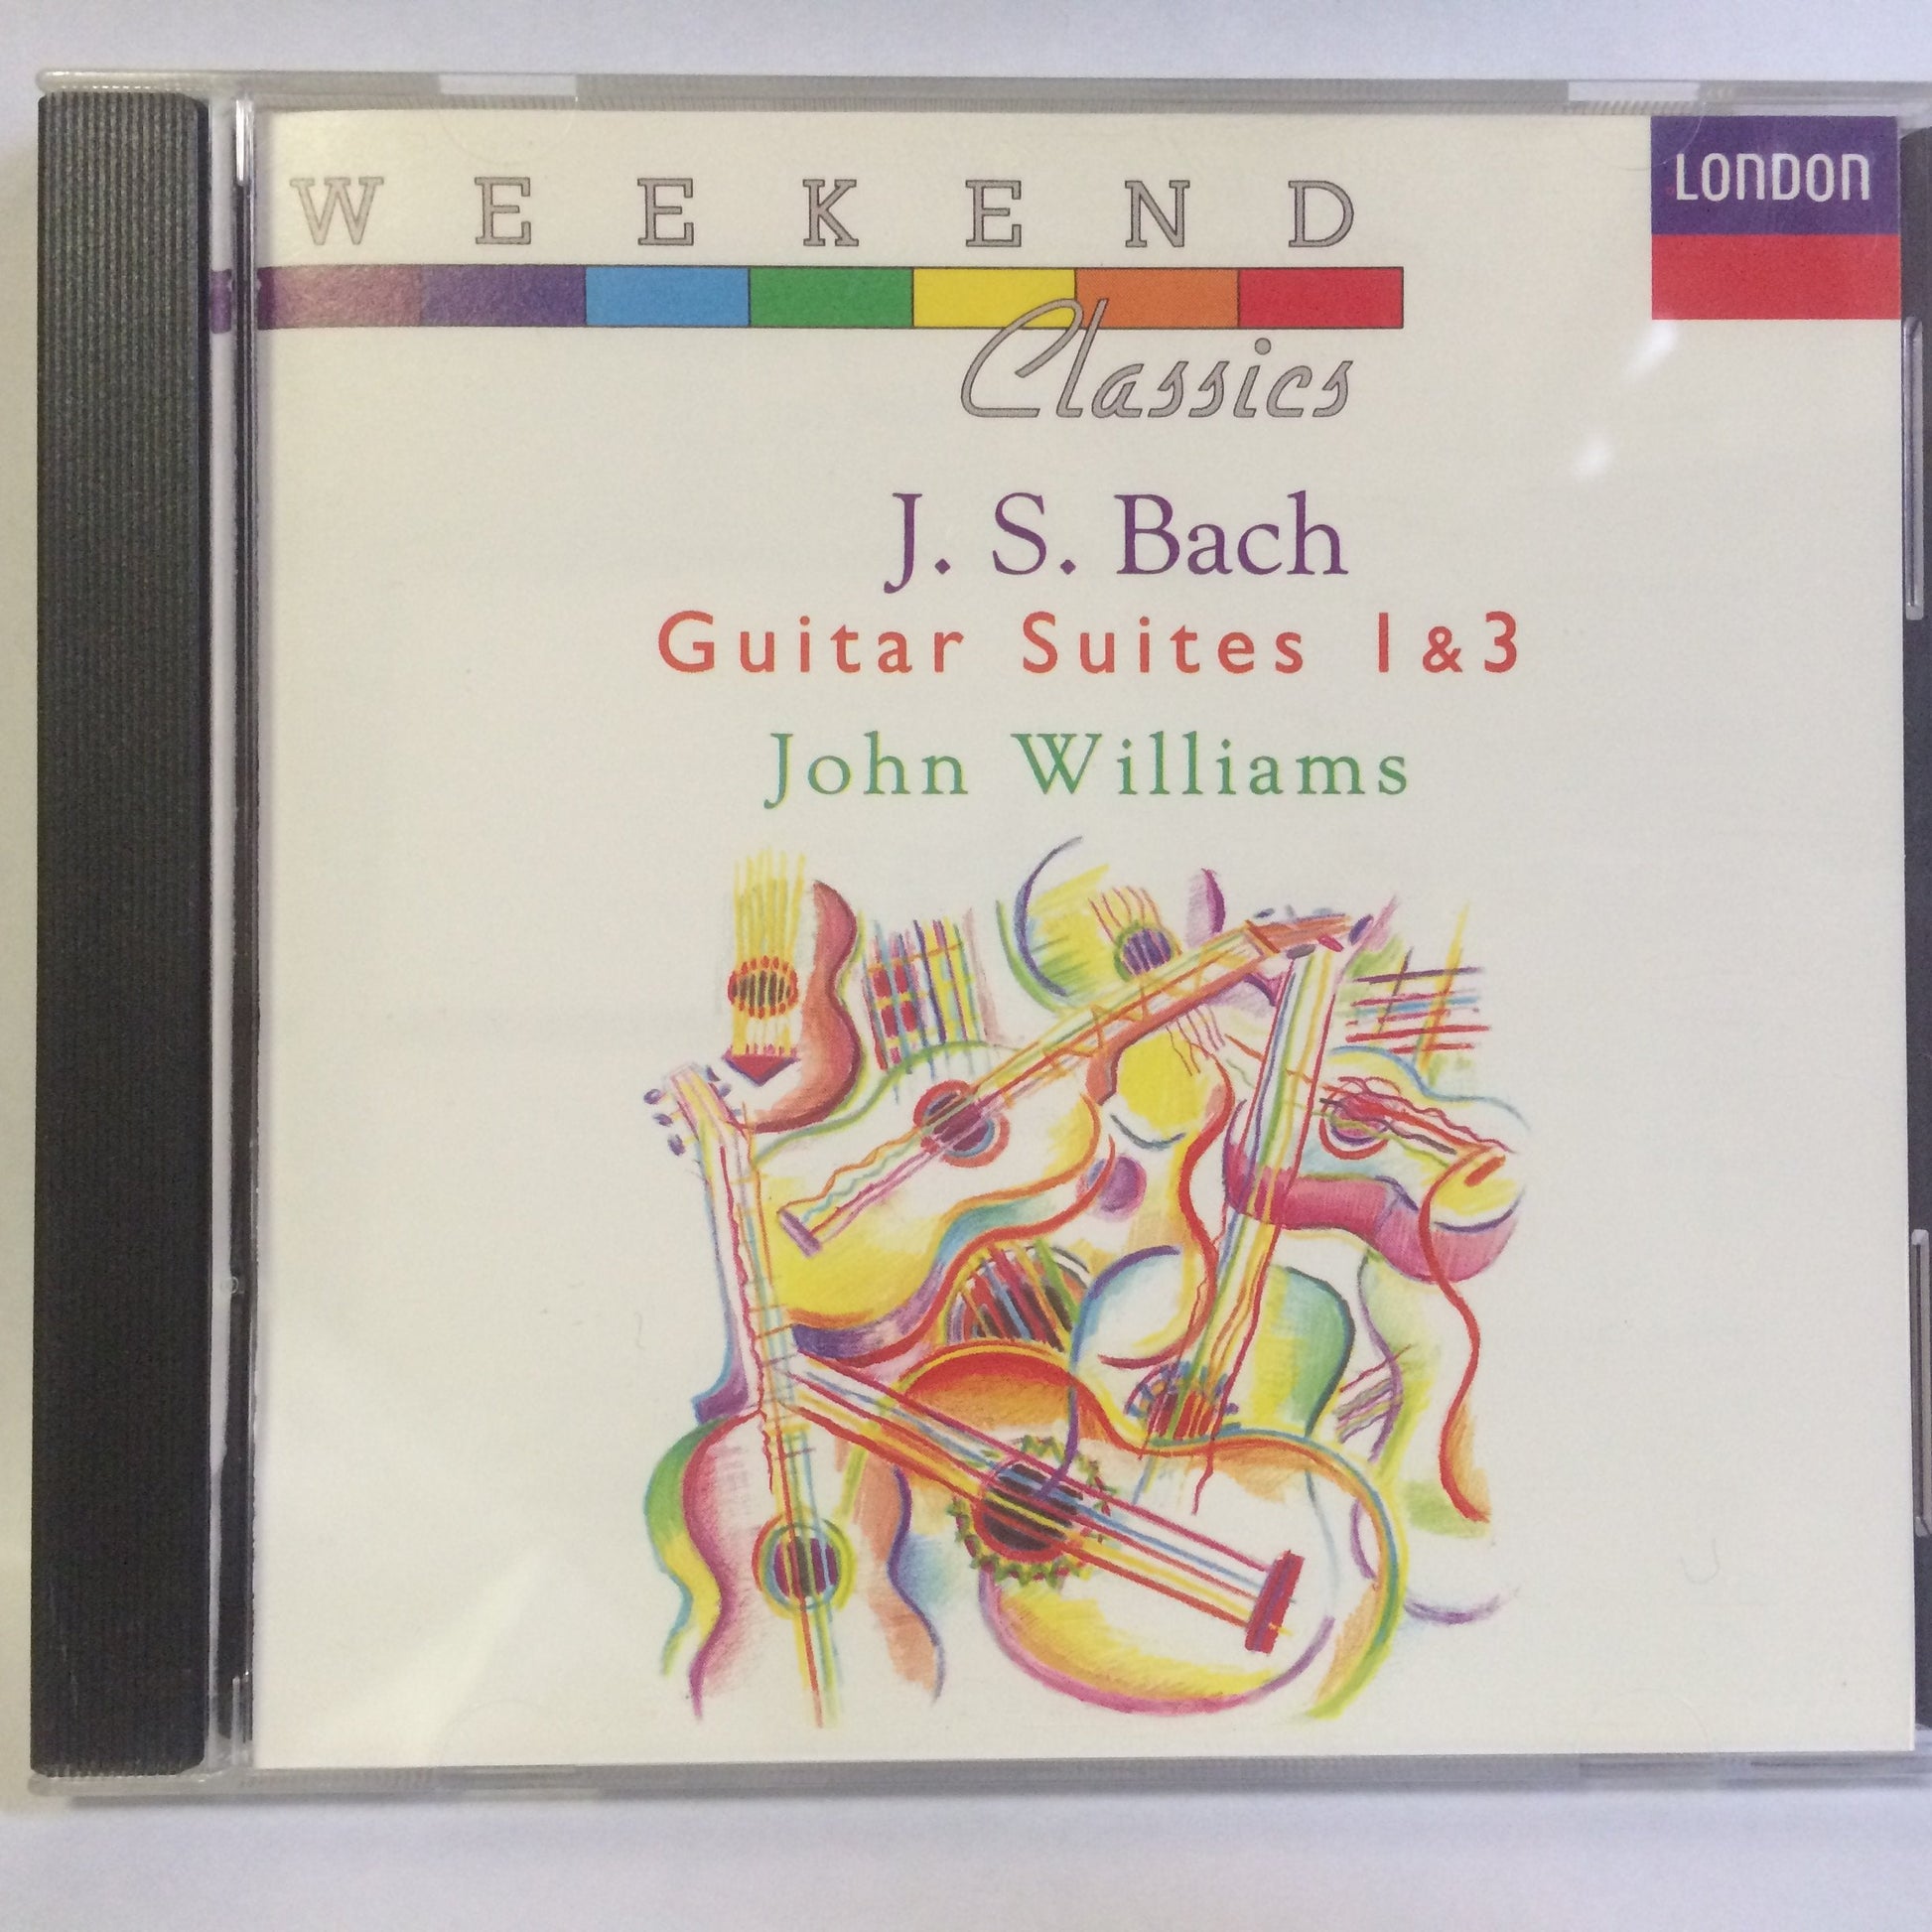 WEEKEND
LONDON
Classics
J. S. Bach
Guitar Suites 1&3
John Williams